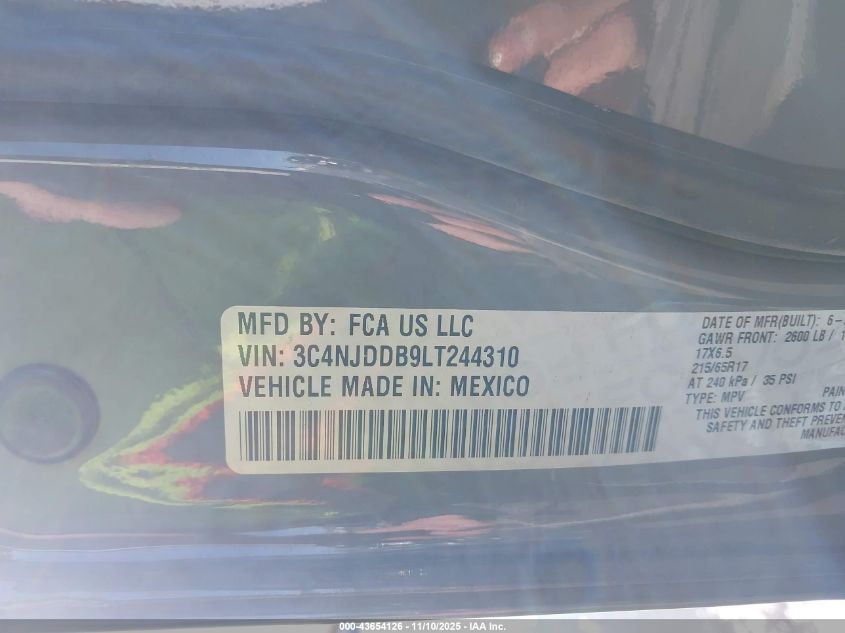 MFD BY: FCA US LLC
VIN: 3C4NJDDB9LT244310
VEHICLE MADE IN: MEXICO
DATE OF MFR(BUILT): 6-
GAWR FRONT: 2600 LB /
17X6.5
215/65R17
AT 240 kPa / 35 PSI
TYPE: MPV
THIS VEHICLE CONFORMS TO
SAFETY AND THEFT
000-43654126 - 11/10/2025 - IAA Inc.